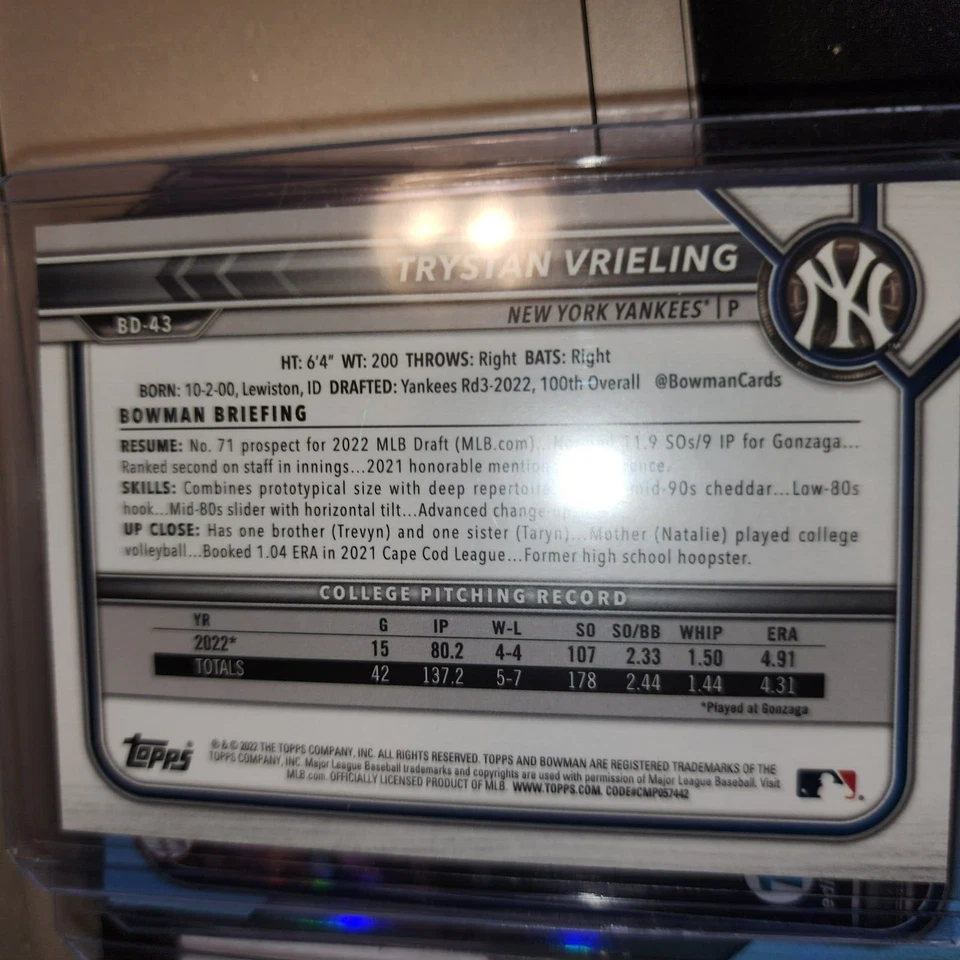 TRYSTAN VRIELING
NEW YORK YANKEES® | P
BD-43
HT: 6'4" WT: 200 THROWS: Right BATS: Right
BORN: 10-2-00, Lewiston, ID DRAFTED: Yankees Rd3-2022, 100th Overall @BowmanCards
BOWMAN BRIEFING
RESUME: No. 71 prospect for 2022 MLB Draft (MLB.com)... 11.9 SOs/9 IP for Gonzaga...
Ranked second on staff in innings...2021 honorable mention
SKILLS: Combines prototypical size with deep repertoire mid-90s cheddar...Low-80s
hook...Mid-80s slider with horizontal tilt...Advanced change-up
UP CLOSE: Has one brother (Trevyn) and one sister (Taryn)...Mother (Natalie) played college
volleyball...Booked 1.04 ERA in 2021 Cape Cod League...Former high school hoopster.
COLLEGE PITCHING RECORD
YR G IP W-L SO SO/BB WHIP ERA
2022* 15 80.2 4-4 107 2.33 1.50 4.91
TOTALS 42 137.2 5-7 178 2.44 1.44 4.31
*Played at Gonzaga
topps®
® & © 2022 THE TOPPS COMPANY, INC. ALL RIGHTS RESERVED. TOPPS AND BOWMAN ARE REGISTERED TRADEMARKS OF THE
TOPPS COMPANY, INC. Major League Baseball trademarks and copyrights are used with permission of Major League Baseball. Visit
MLB.com. OFFICIALLY LICENSED PRODUCT OF MLB. WWW.TOPPS.COM. CODE#CMP057442